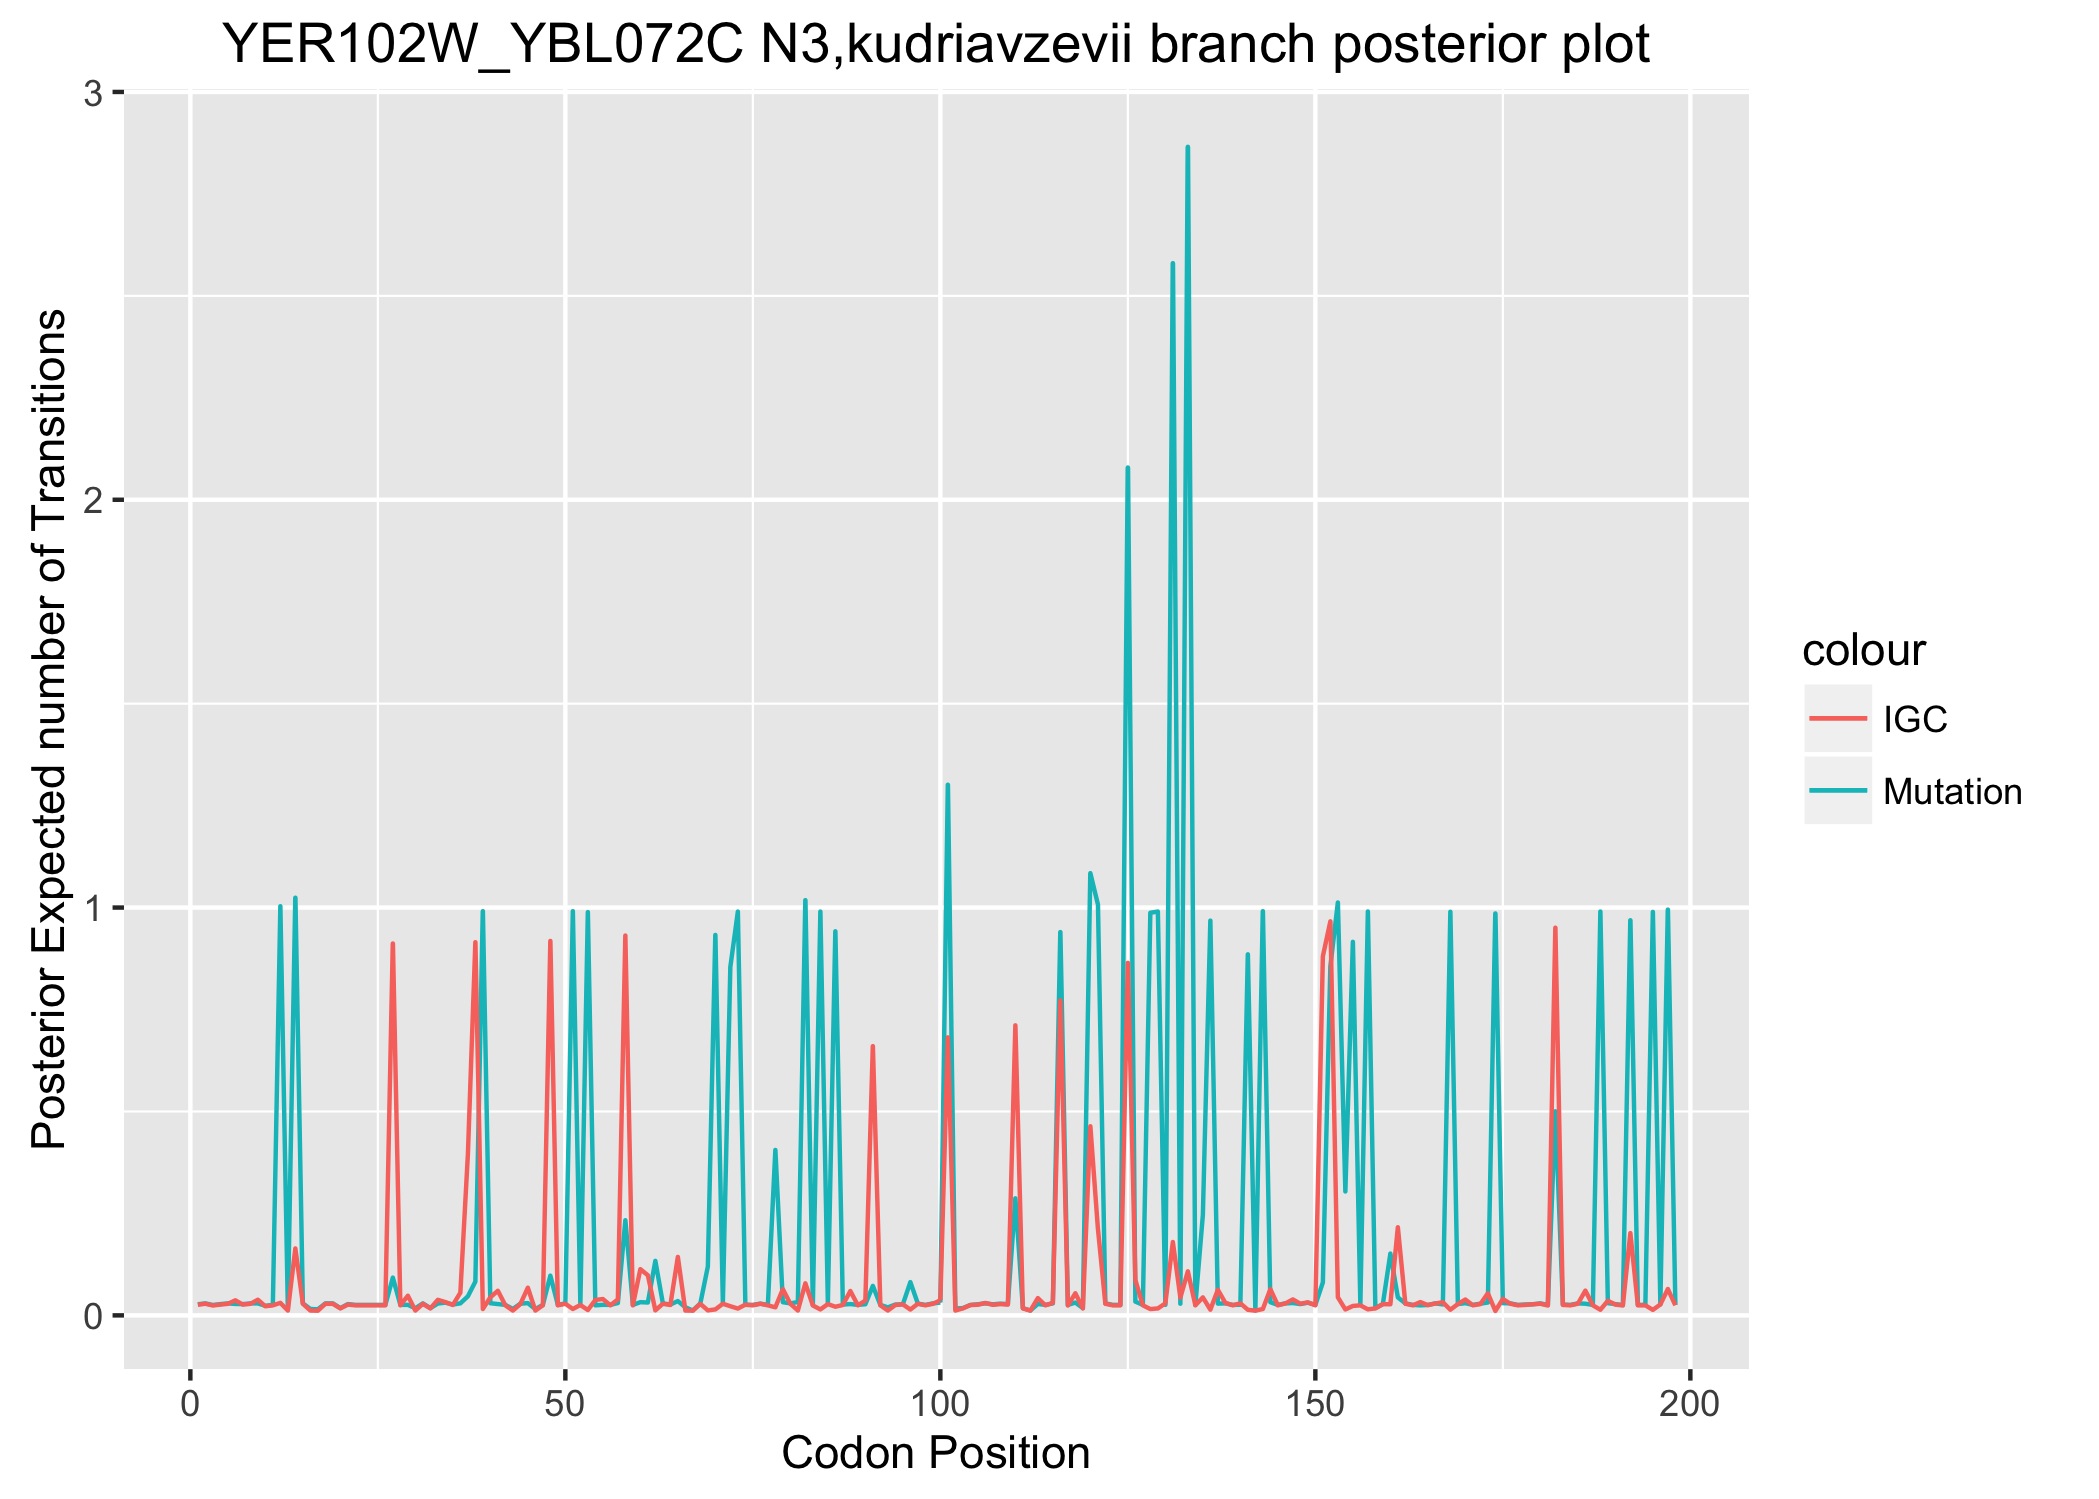 YER102W_YBL072C N3,kudriavzevii branch posterior plot
Posterior Expected number of Transitions
3
2
1
0
0 50 100 150 200
Codon Position
colour
IGC
Mutation